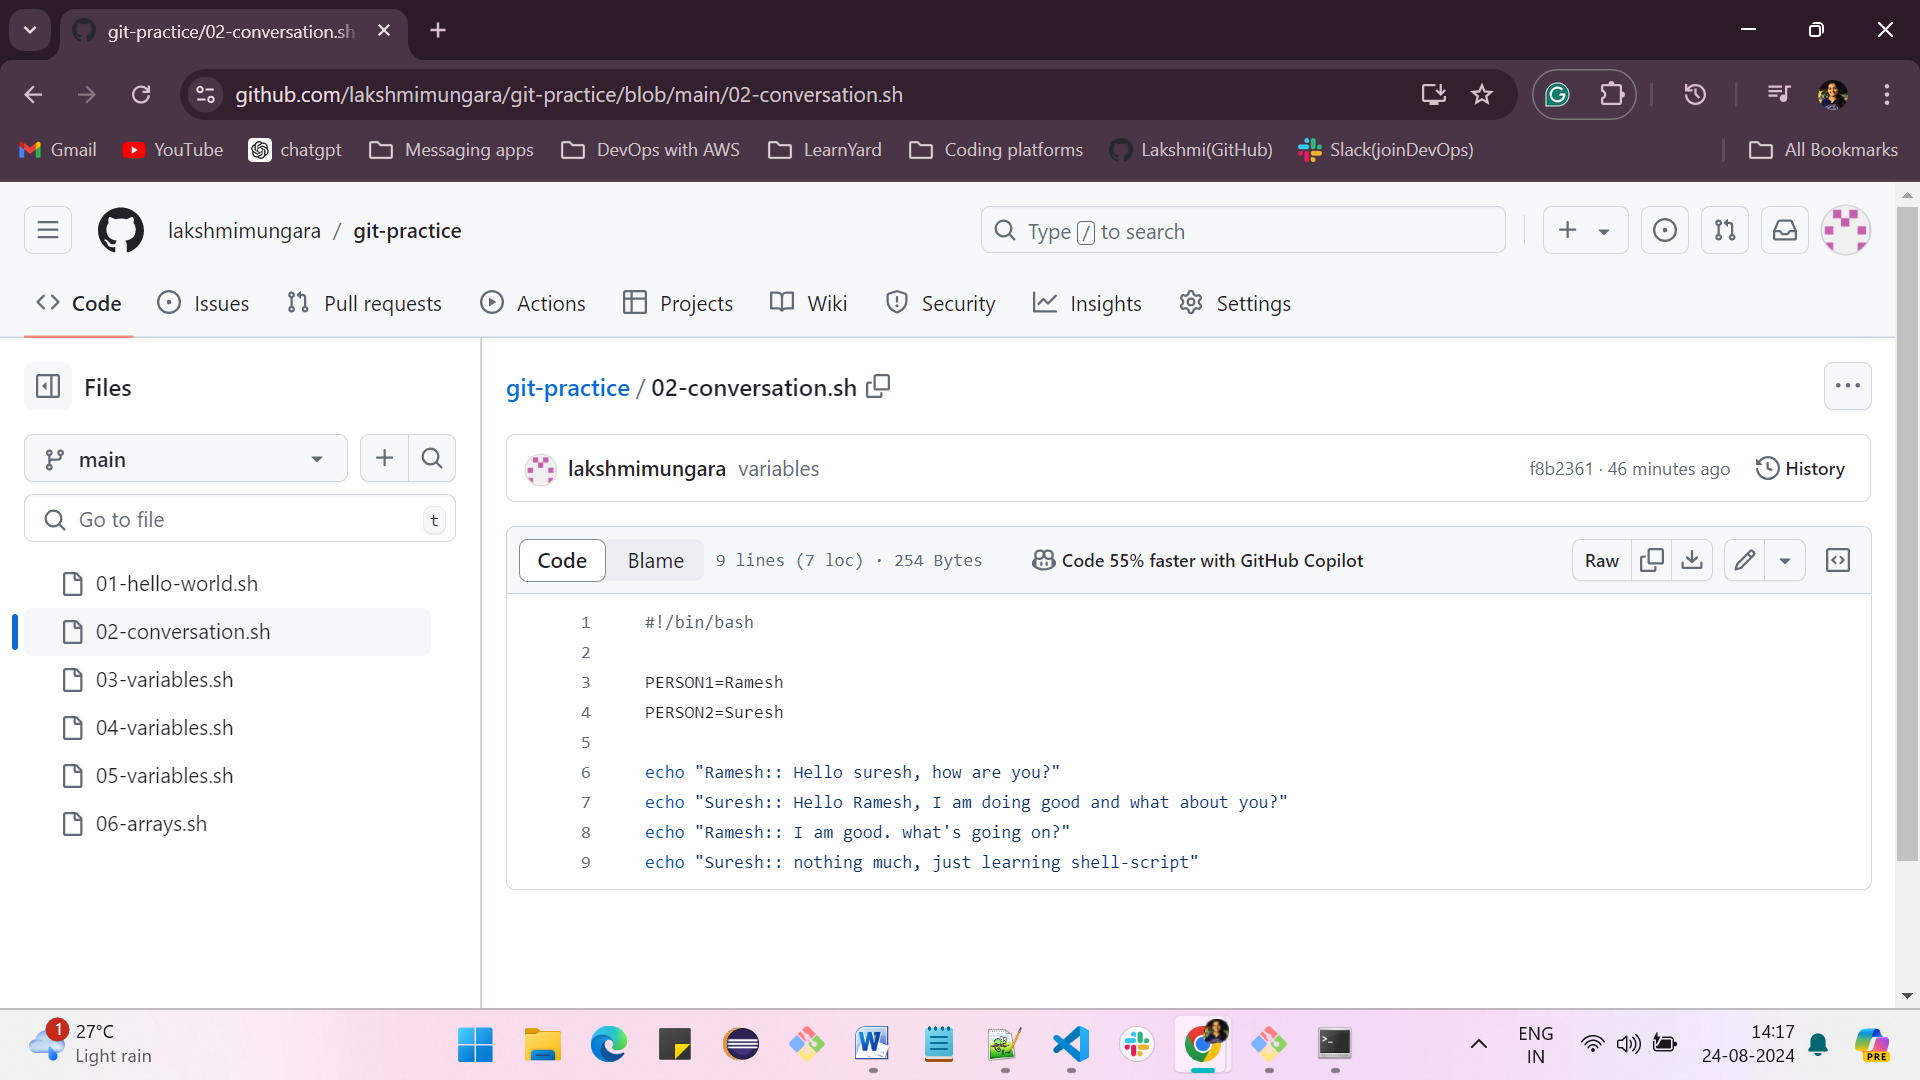 git-practice/02-conversation.sh
github.com/lakshmimungara/git-practice/blob/main/02-conversation.sh
Gmail YouTube chatgpt Messaging apps DevOps with AWS LearnYard Coding platforms Lakshmi(GitHub) Slack(joinDevOps) All Bookmarks
lakshmimungara / git-practice Type / to search
Code Issues Pull requests Actions Projects Wiki Security Insights Settings
Files
main
Go to file t
01-hello-world.sh
02-conversation.sh
03-variables.sh
04-variables.sh
05-variables.sh
06-arrays.sh
git-practice / 02-conversation.sh
lakshmimungara variables f8b2361 · 46 minutes ago History
Code Blame 9 lines (7 loc) · 254 Bytes Code 55% faster with GitHub Copilot Raw
1 #!/bin/bash
2
3 PERSON1=Ramesh
4 PERSON2=Suresh
5
6 echo "Ramesh:: Hello suresh, how are you?"
7 echo "Suresh:: Hello Ramesh, I am doing good and what about you?"
8 echo "Ramesh:: I am good. what's going on?"
9 echo "Suresh:: nothing much, just learning shell-script"
1 27°C
Light rain
ENG
IN
14:17
24-08-2024
PRE